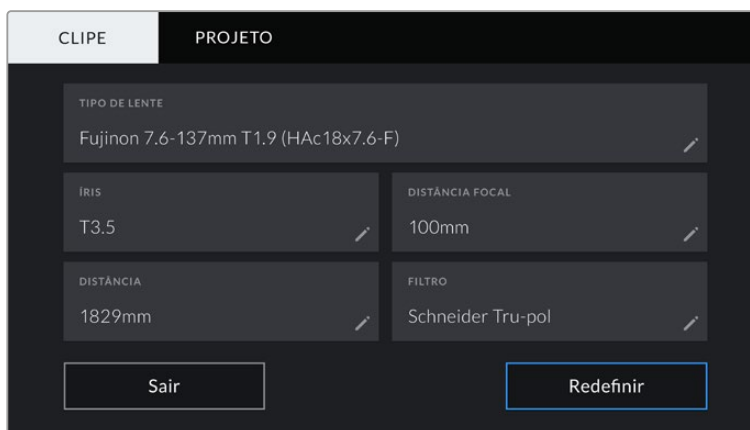 CLIPE PROJETO
TIPO DE LENTE
Fujinon 7.6-137mm T1.9 (HAc18x7.6-F)
ÍRIS
T3.5
DISTÂNCIA FOCAL
100mm
DISTÂNCIA
1829mm
FILTRO
Schneider Tru-pol
Sair
Redefinir